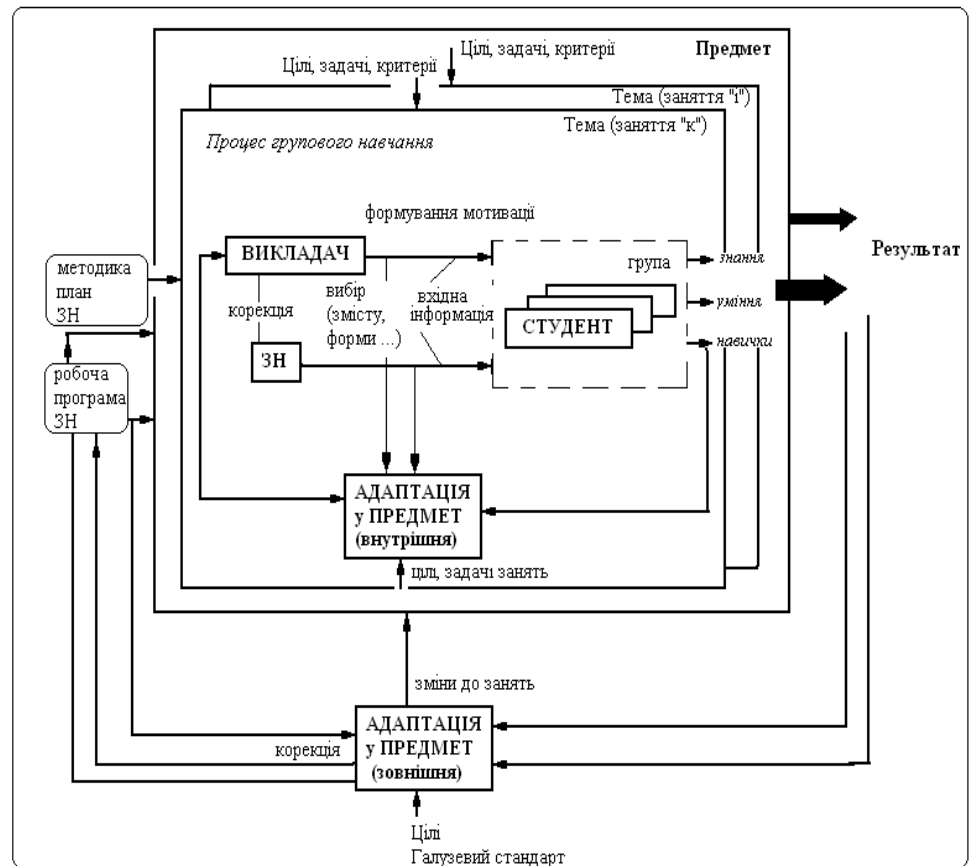 Предмет
Цілі, задачі, критерії
Цілі, задачі, критерії
Тема (заняття "і")
Тема (заняття "к")
Процес групового навчання
формування мотивації
ВИКЛАДАЧ
група
знання
Результат
методика
план
ЗН
корекція
вибір
(змісту,
форми ...)
вхідна
інформація
СТУДЕНТ
уміння
ЗН
навички
робоча
програма
ЗН
АДАПТАЦІЯ
у ПРЕДМЕТ
(внутрішня)
цілі, задачі занять
зміни до занять
корекція
АДАПТАЦІЯ
у ПРЕДМЕТ
(зовнішня)
Цілі
Галузевий стандарт